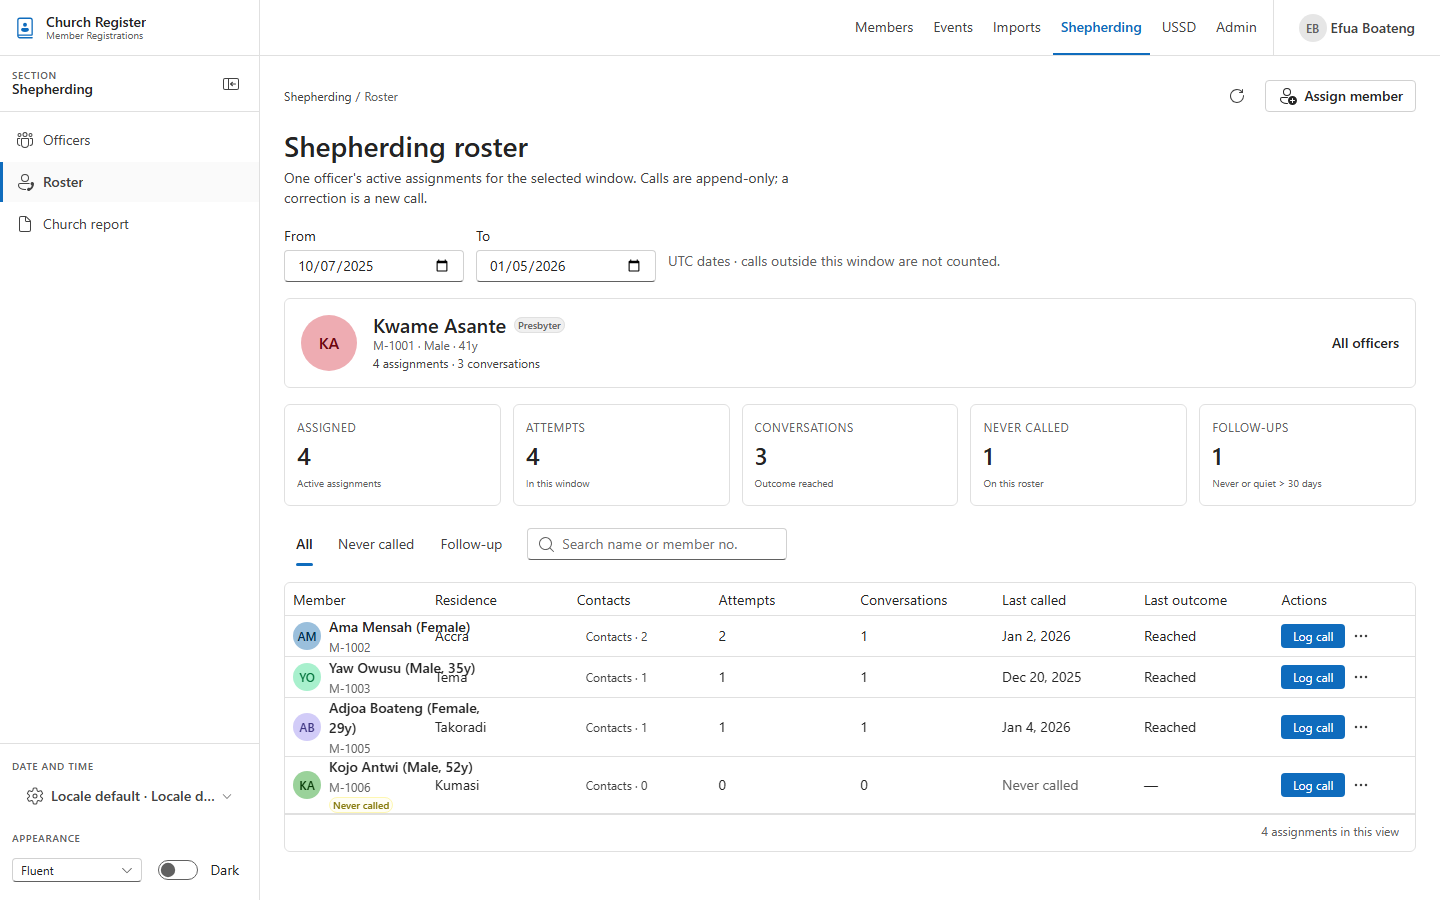 Church Register
Member Registrations
Members
Events
Imports
Shepherding
USSD
Admin
EB
Efua Boateng
SECTION
Shepherding
Officers
Roster
Church report
Shepherding / Roster
Assign member
Shepherding roster
One officer's active assignments for the selected window. Calls are append-only; a
correction is a new call.
From
To
10/07/2025
01/05/2026
UTC dates · calls outside this window are not counted.
KA
Kwame Asante
Presbyter
M-1001 · Male · 41y
4 assignments · 3 conversations
All officers
ASSIGNED
4
Active assignments
ATTEMPTS
4
In this window
CONVERSATIONS
3
Outcome reached
NEVER CALLED
1
On this roster
FOLLOW-UPS
1
Never or quiet > 30 days
All
Never called
Follow-up
Search name or member no.
Member
Residence
Contacts
Attempts
Conversations
Last called
Last outcome
Actions
AM
Ama Mensah (Female)
M-1002
Accra
Contacts · 2
2
1
Jan 2, 2026
Reached
Log call
YO
Yaw Owusu (Male, 35y)
M-1003
Tema
Contacts · 1
1
1
Dec 20, 2025
Reached
Log call
AB
Adjoa Boateng (Female,
29y)
M-1005
Takoradi
Contacts · 1
1
1
Jan 4, 2026
Reached
Log call
KA
Kojo Antwi (Male, 52y)
M-1006
Never called
Kumasi
Contacts · 0
0
0
Never called
—
Log call
4 assignments in this view
DATE AND TIME
Locale default · Locale d...
APPEARANCE
Fluent
Dark